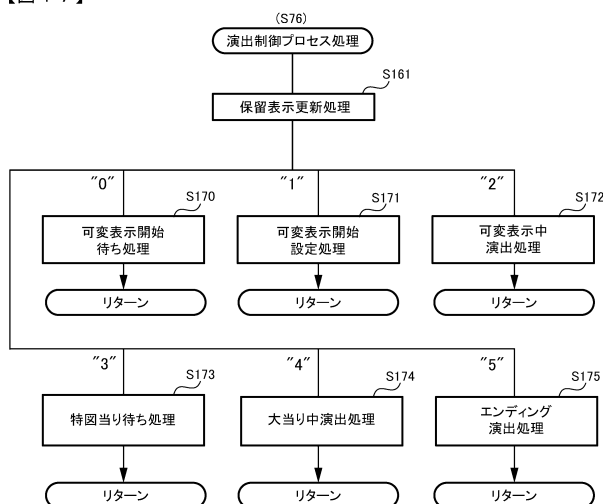 (S76)
演出制御プロセス処理
S161
保留表示更新処理
"0"
"1"
"2"
S170
S171
S172
可変表示開始
待ち処理
可変表示開始
設定処理
可変表示中
演出処理
リターン
リターン
リターン
"3"
"4"
"5"
S173
S174
S175
特図当り待ち処理
大当り中演出処理
エンディング
演出処理
リターン
リターン
リターン